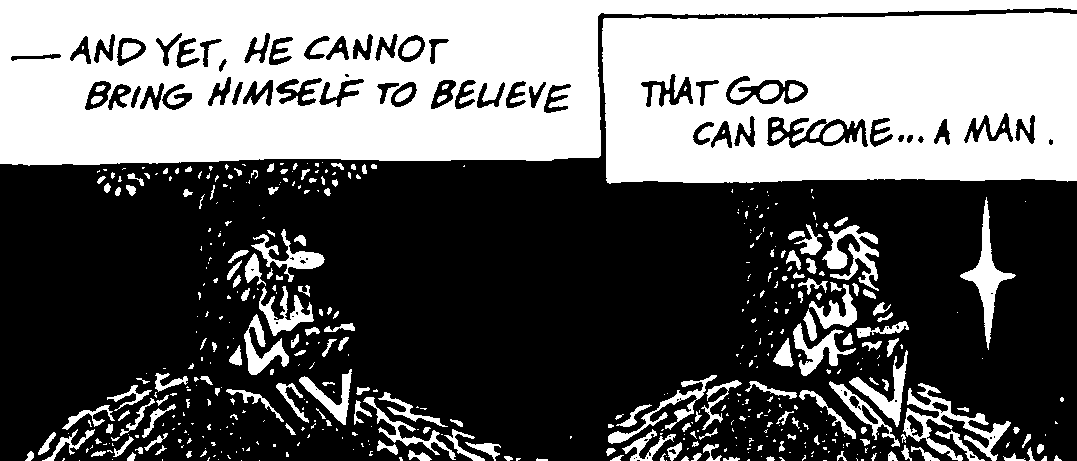 — AND YET, HE CANNOT
BRING HIMSELF TO BELIEVE
THAT GOD
CAN BECOME... A MAN.